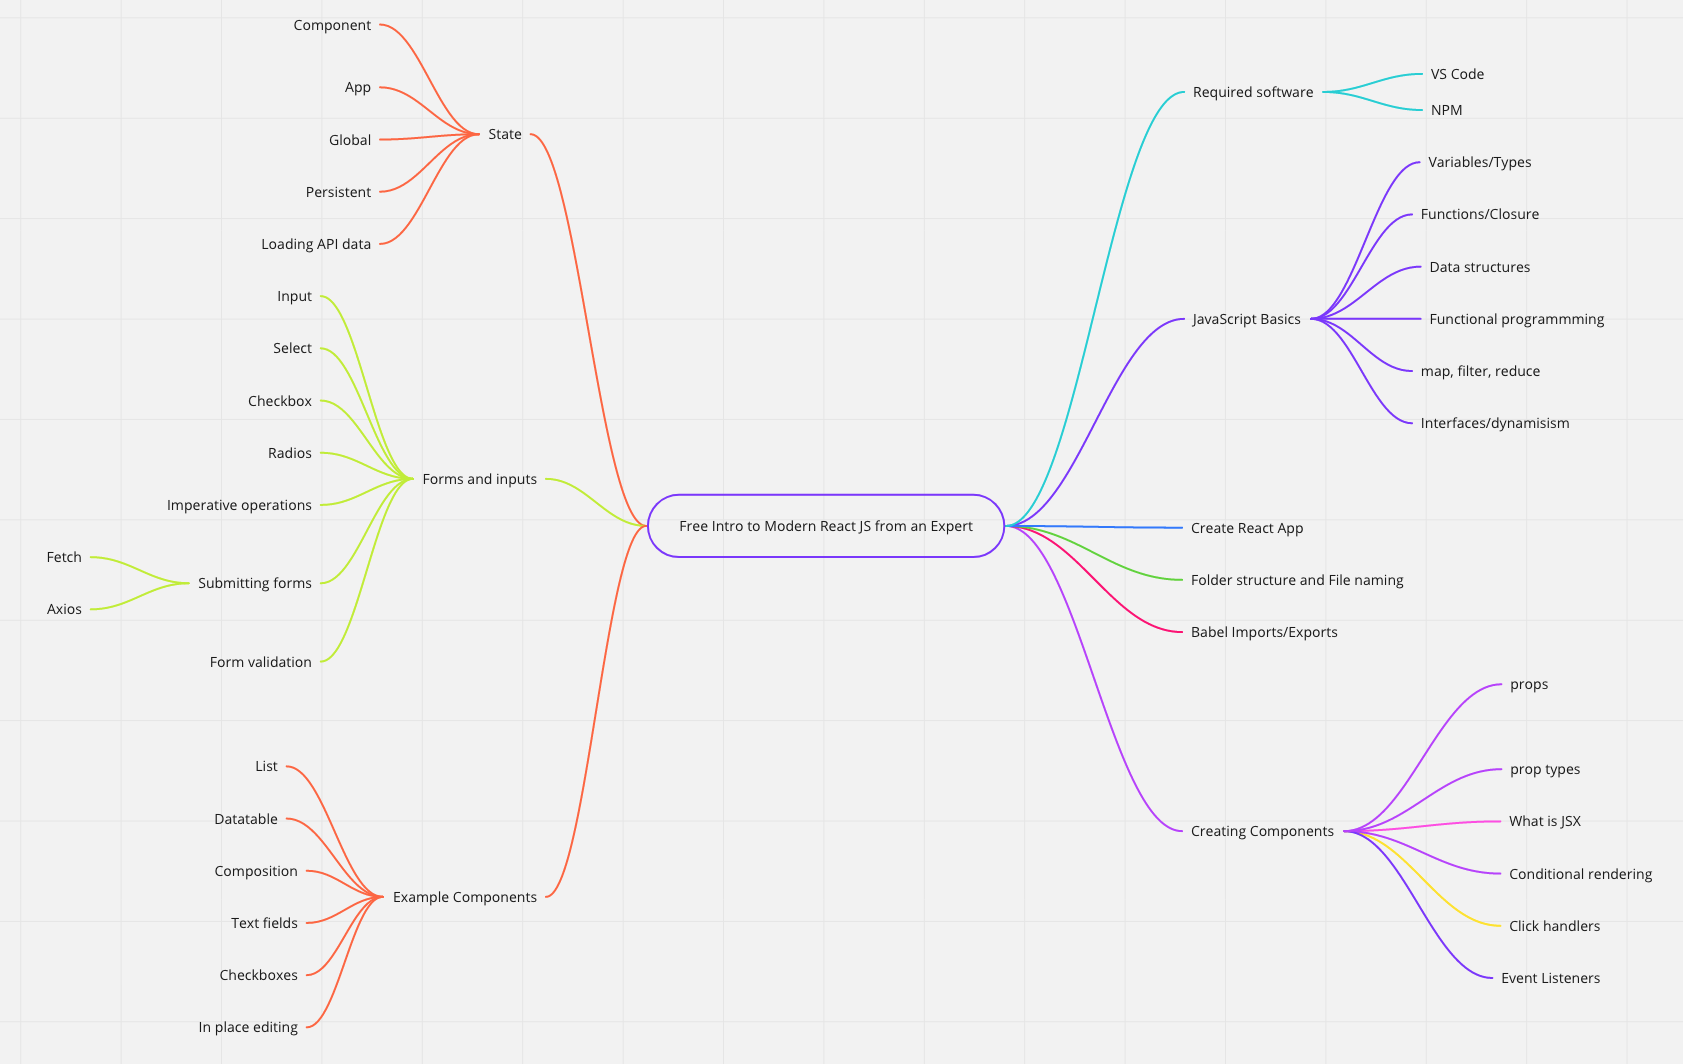 Component
App
Global
Persistent
Loading API data
State
Input
Select
Checkbox
Radios
Imperative operations
Fetch
Axios
Submitting forms
Form validation
Forms and inputs
List
Datatable
Composition
Text fields
Checkboxes
In place editing
Example Components
Free Intro to Modern React JS from an Expert
Required software
VS Code
NPM
JavaScript Basics
Variables/Types
Functions/Closure
Data structures
Functional programmming
map, filter, reduce
Interfaces/dynamisism
Create React App
Folder structure and File naming
Babel Imports/Exports
Creating Components
props
prop types
What is JSX
Conditional rendering
Click handlers
Event Listeners